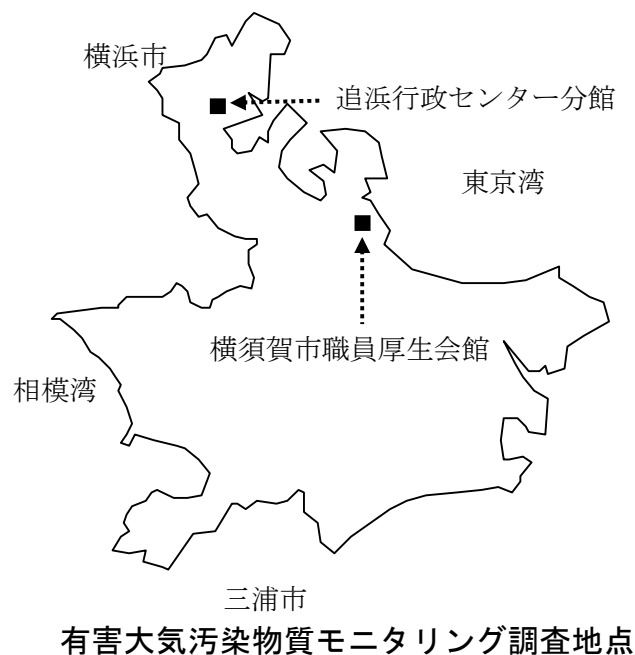 横浜市
追浜行政センター分館
東京湾
横須賀市職員厚生会館
相模湾
三浦市
有害大気汚染物質モニタリング調査地点